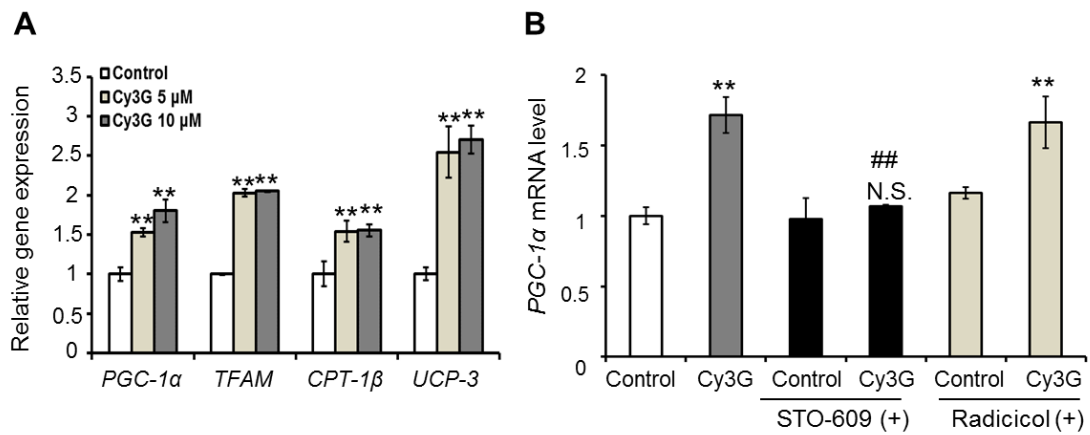 A
Control
Cy3G 5 µM
Cy3G 10 µM
Relative gene expression
3.5
3
2.5
2
1.5
1
0.5
0
** ** ** ** ** ** ** **
PGC-1α TFAM CPT-1β UCP-3
B
PGC-1α mRNA level
2
1.5
1
0.5
0
** ## N.S. **
Control Cy3G Control Cy3G Control Cy3G
STO-609 (+) Radicicol (+)